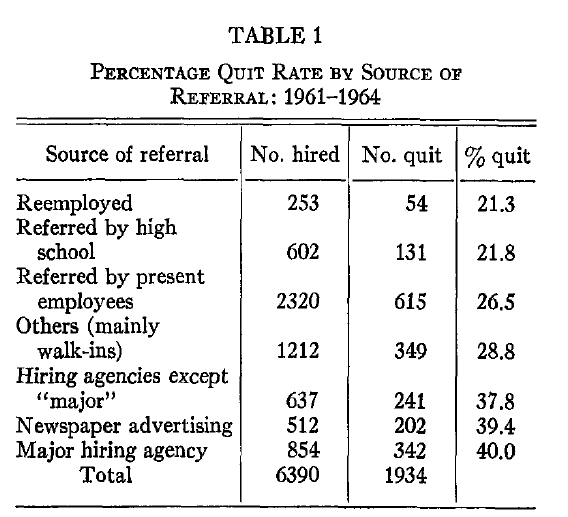 TABLE 1
PERCENTAGE QUIT RATE BY SOURCE OF
REFERRAL: 1961–1964
Source of referral No. hired No. quit % quit
Reemployed 253 54 21.3
Referred by high
school 602 131 21.8
Referred by present
employees 2320 615 26.5
Others (mainly
walk-ins) 1212 349 28.8
Hiring agencies except
“major” 637 241 37.8
Newspaper advertising 512 202 39.4
Major hiring agency 854 342 40.0
Total 6390 1934